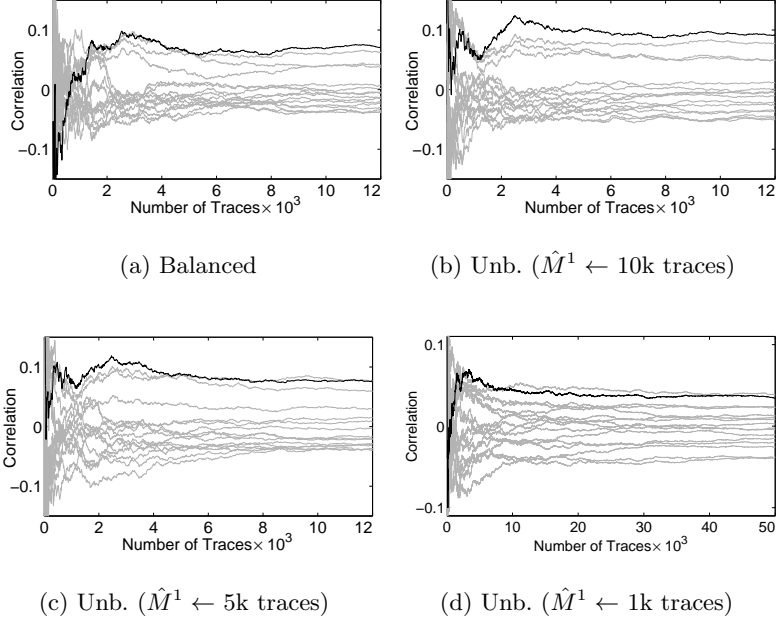 0.1
0
−0.1
Correlation
0 2 4 6 8 10 12
Number of Traces× 10³
(a) Balanced
0.1
0
−0.1
Correlation
0 2 4 6 8 10 12
Number of Traces× 10³
(b) Unb. (M̂¹ ← 10k traces)
0.1
0
−0.1
Correlation
0 2 4 6 8 10 12
Number of Traces× 10³
(c) Unb. (M̂¹ ← 5k traces)
0.1
0
−0.1
Correlation
0 10 20 30 40 50
Number of Traces× 10³
(d) Unb. (M̂¹ ← 1k traces)